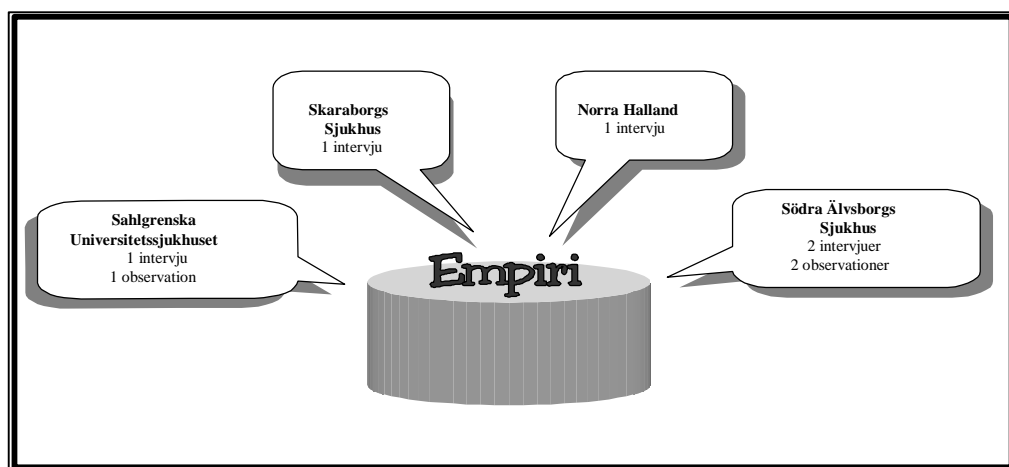 Skaraborgs
Sjukhus
1 intervju
Norra Halland
1 intervju
Sahlgrenska
Universitetssjukhuset
1 intervju
1 observation
Södra Älvsborgs
Sjukhus
2 intervjuer
2 observationer
Empiri